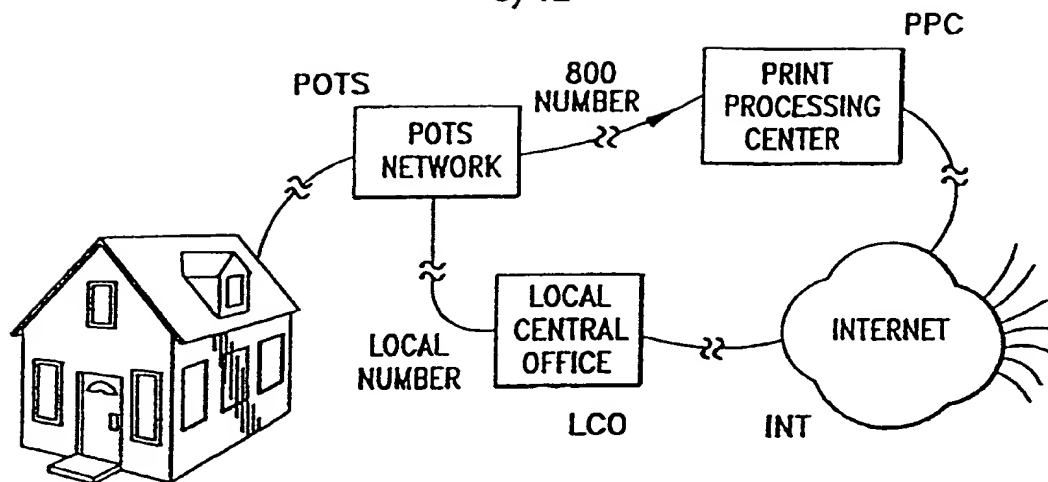 PPC
POTS
800
NUMBER
PRINT
PROCESSING
CENTER
POTS
NETWORK
LOCAL
NUMBER
LOCAL
CENTRAL
OFFICE
INTERNET
LCO
INT